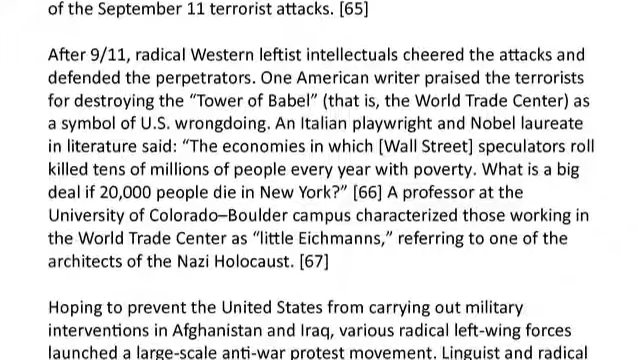 of the September 11 terrorist attacks. [65]
After 9/11, radical Western leftist intellectuals cheered the attacks and
defended the perpetrators. One American writer praised the terrorists
for destroying the “Tower of Babel” (that is, the World Trade Center) as
a symbol of U.S. wrongdoing. An Italian playwright and Nobel laureate
in literature said: “The economies in which [Wall Street] speculators roll
killed tens of millions of people every year with poverty. What is a big
deal if 20,000 people die in New York?” [66] A professor at the
University of Colorado–Boulder campus characterized those working in
the World Trade Center as “little Eichmanns,” referring to one of the
architects of the Nazi Holocaust. [67]
Hoping to prevent the United States from carrying out military
interventions in Afghanistan and Iraq, various radical left-wing forces
launched a large-scale anti-war protest movement. Linguist and radical